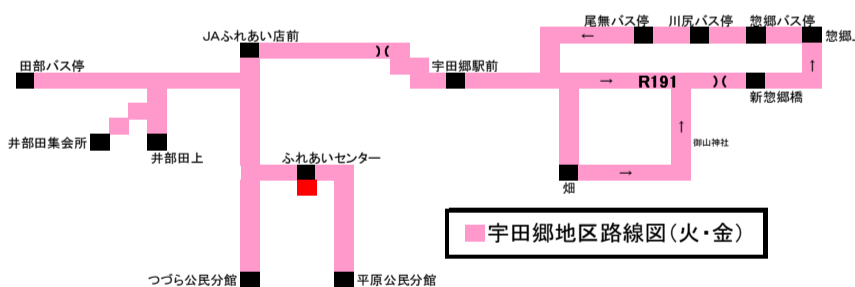 尾無バス停
川尻バス停
惣郷バス停
惣郷上
JAふれあい店前
田部バス停
宇田郷駅前
←
→
R191
↑
新惣郷橋
井部田集会所
井部田上
ふれあいセンター
↑
御山神社
畑
→
宇田郷地区路線図(火・金)
つづら公民分館
平原公民分館